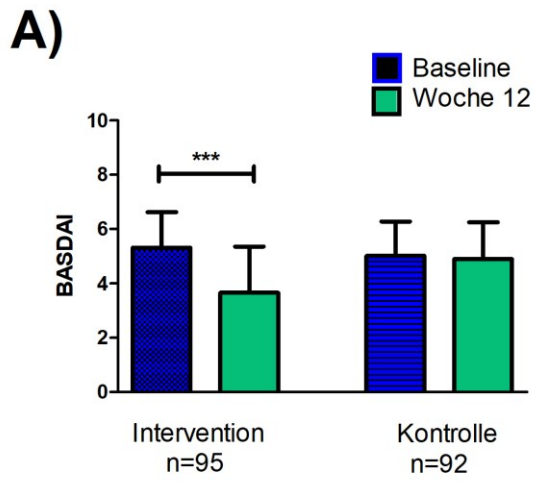 A)
Baseline
Woche 12
10
8
6
4
2
0
BASDAI
***
Intervention
n=95
Kontrolle
n=92